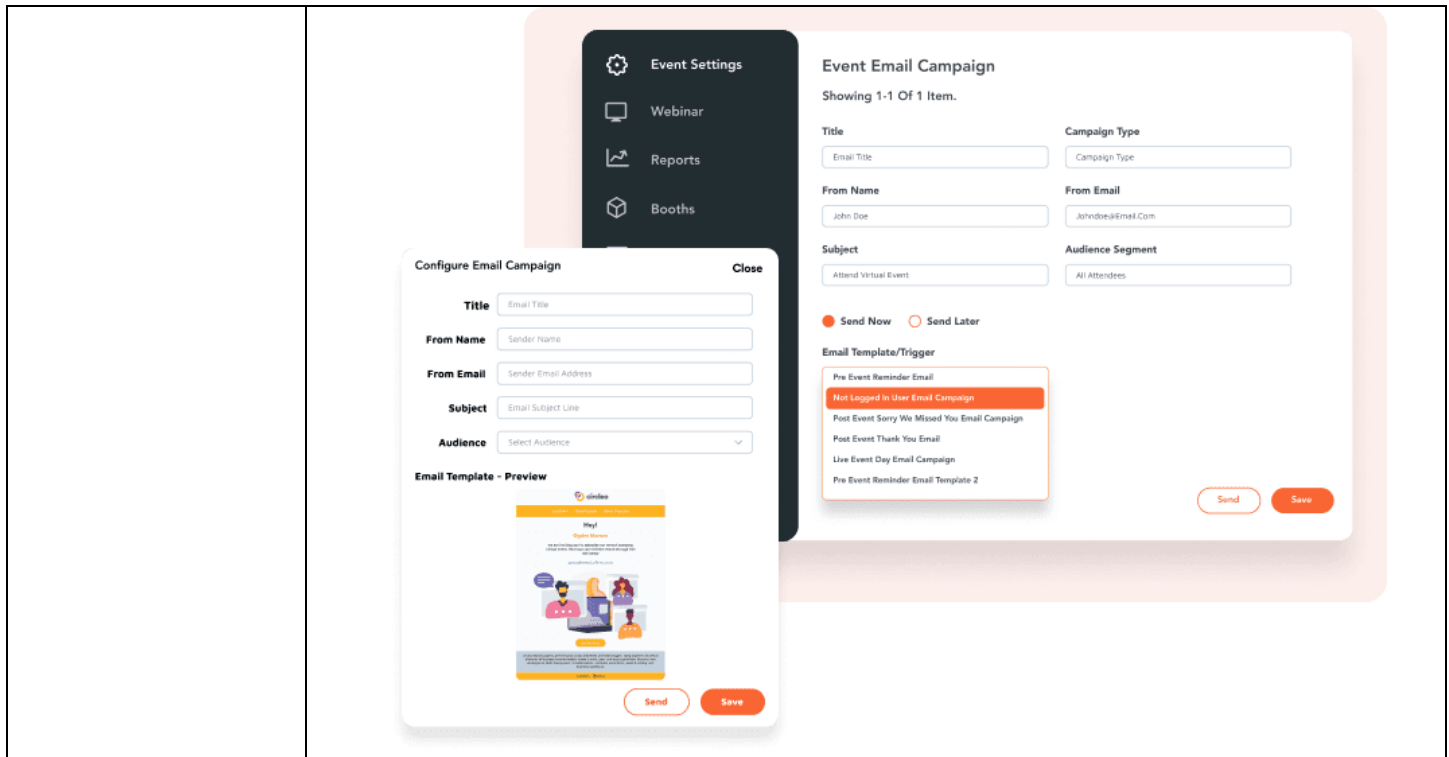 Event Settings
Webinar
Reports
Booths
Event Email Campaign
Showing 1-1 Of 1 Item.
Title
Campaign Type
Email Title
Campaign Type
From Name
From Email
John Doe
Johndoe@Email.Com
Subject
Audience Segment
Attend Virtual Event
All Attendees
Send Now
Send Later
Email Template/Trigger
Pre Event Reminder Email
Not Logged In User Email Campaign
Post Event Sorry We Missed You Email Campaign
Post Event Thank You Email
Live Event Day Email Campaign
Pre Event Reminder Email Template 2
Send
Save
Configure Email Campaign
Close
Title
Email Title
From Name
Sender Name
From Email
Sender Email Address
Subject
Email Subject Line
Audience
Select Audience
Email Template - Preview
Hey!
Send
Save